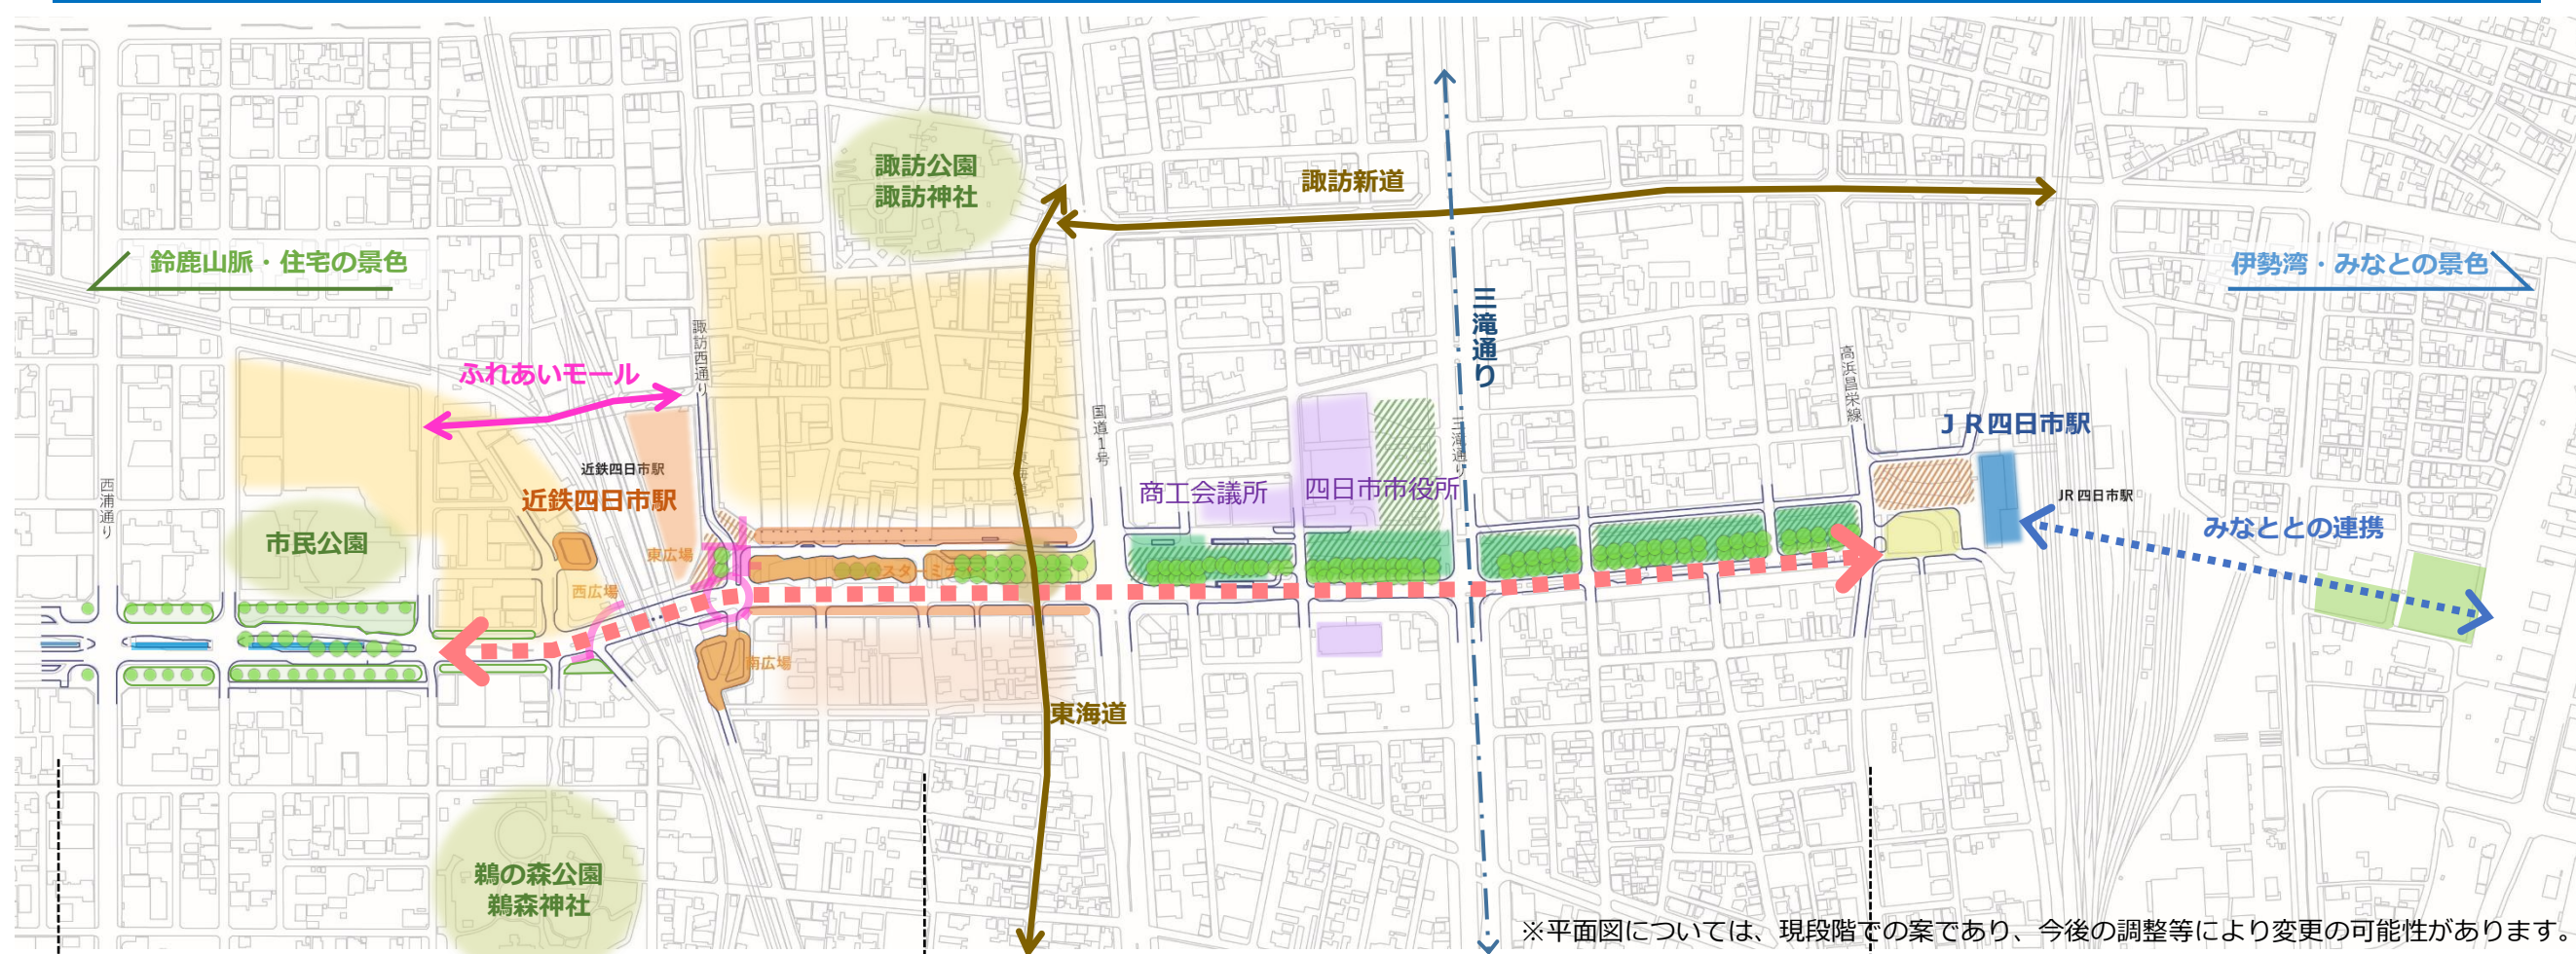 諏訪公園
諏訪神社
諏訪新道
鈴鹿山脈・住宅の景色
伊勢湾・みなとの景色
三滝通り
諏訪西通り
ふれあいモール
高浜昌栄線
国道1号
三滝通り
JR四日市駅
近鉄四日市駅
近鉄四日市駅
西浦通り
商工会議所
四日市市役所
JR四日市駅
みなととの連携
市民公園
東広場
西広場
南広場
東海道
鵜の森公園
鵜森神社
※平面図については、現段階での案であり、今後の調整等により変更の可能性があります。